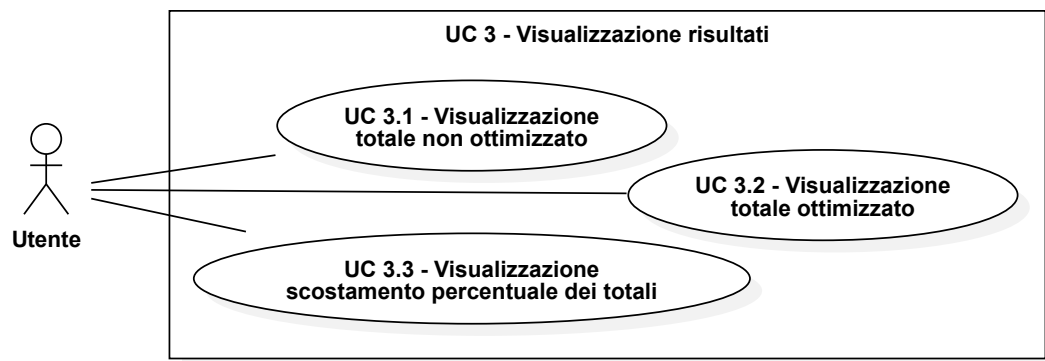 UC 3 - Visualizzazione risultati
UC 3.1 - Visualizzazione
totale non ottimizzato
UC 3.2 - Visualizzazione
totale ottimizzato
Utente
UC 3.3 - Visualizzazione
scostamento percentuale dei totali